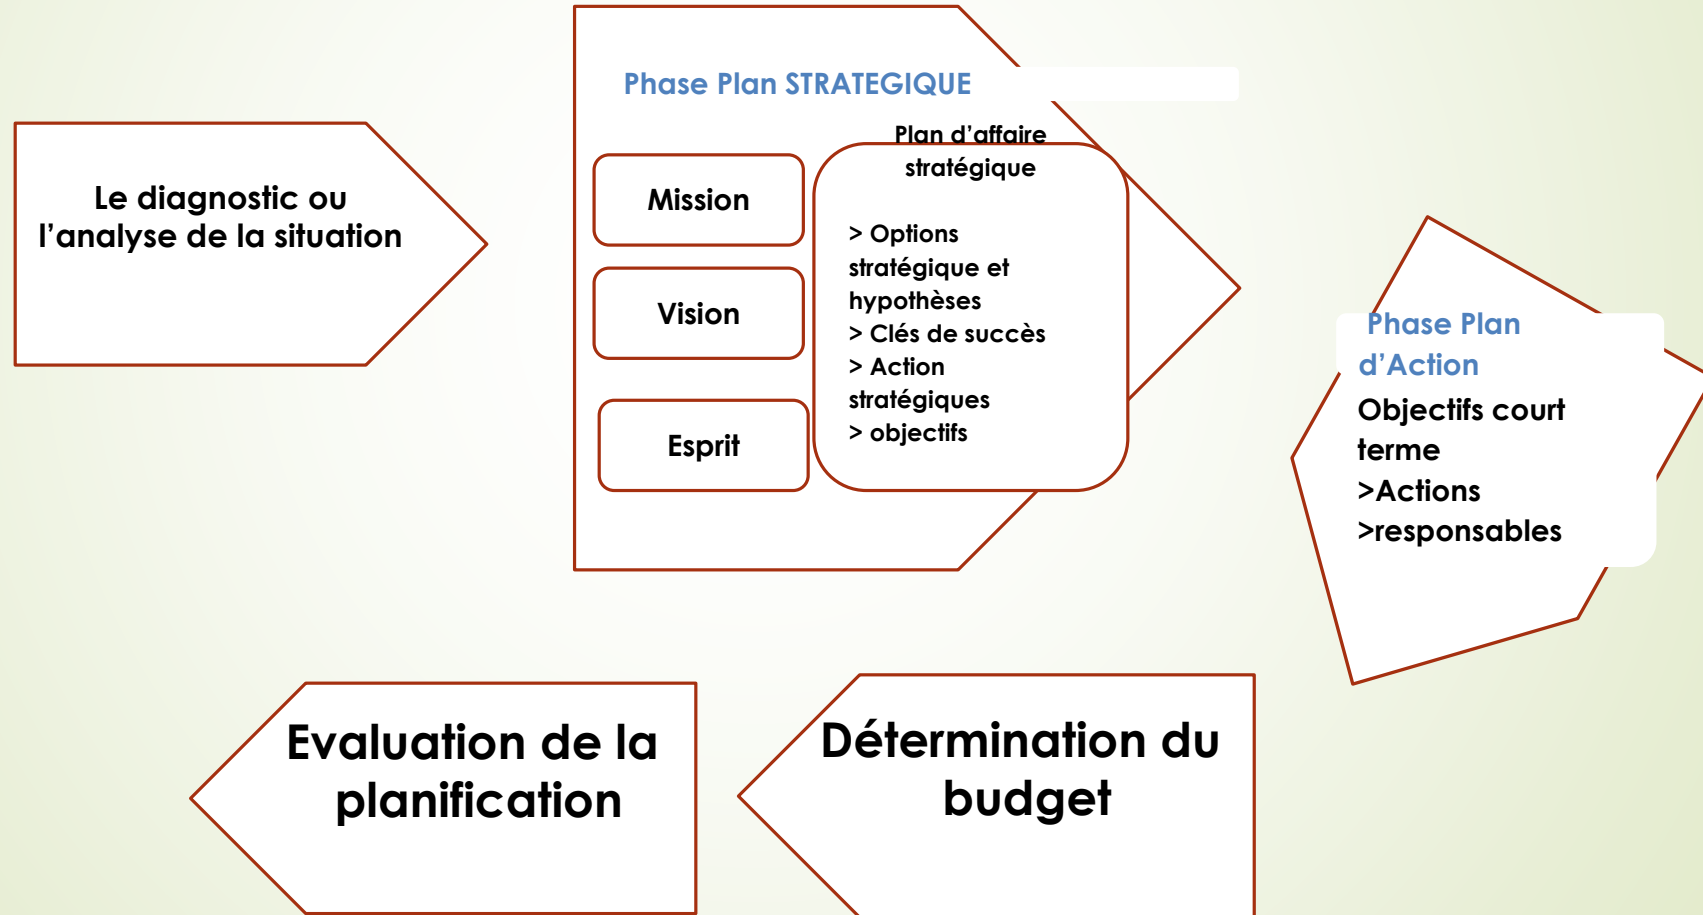 Le diagnostic ou
l’analyse de la situation
Phase Plan STRATEGIQUE
Mission
Vision
Esprit
Plan d’affaire
stratégique
> Options
stratégique et
hypothèses
> Clés de succès
> Action
stratégiques
> objectifs
Phase Plan
d’Action
Objectifs court
terme
>Actions
>responsables
Détermination du
budget
Evaluation de la
planification